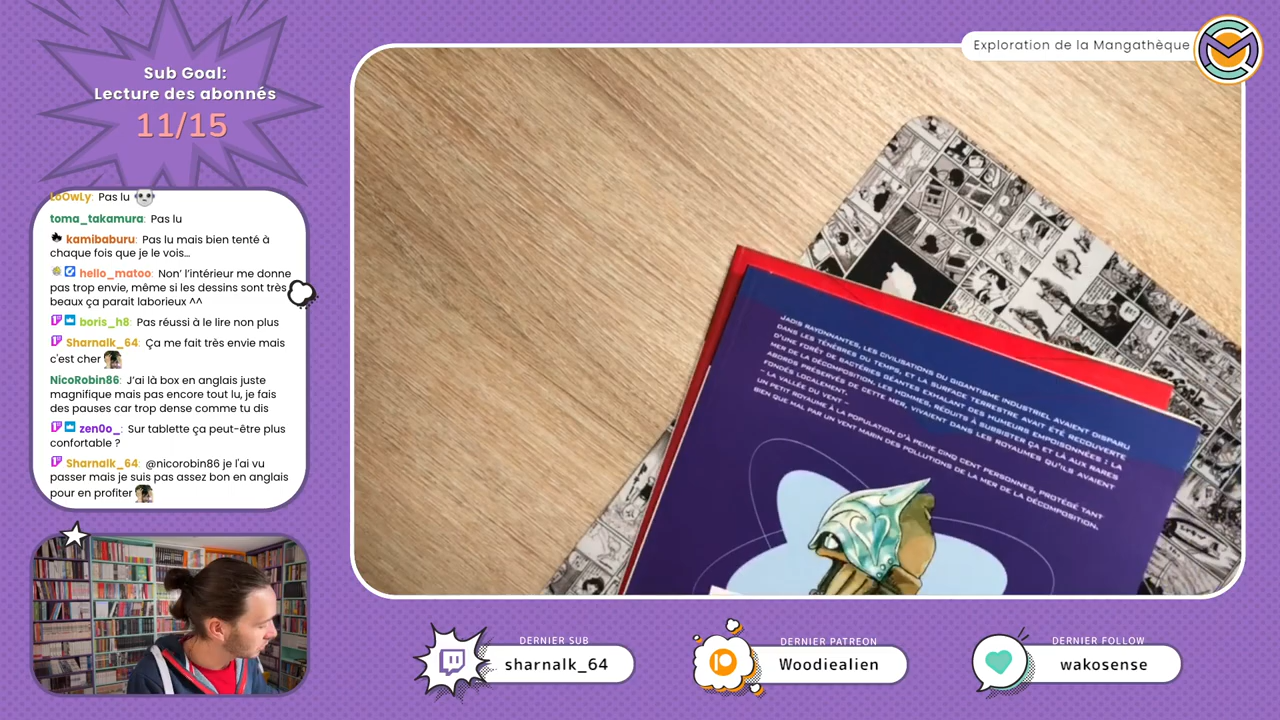 Sub Goal:
Lecture des abonnés
11/15
LoOwLy: Pas lu
toma_takamura: Pas lu
kamibaburu: Pas lu mais bien tenté à
chaque fois que je le vois…
hello_matoo: Non' l'intérieur me donne
pas trop envie, même si les dessins sont très
beaux ça parait laborieux ^^
boris_h8: Pas réussi à le lire non plus
Sharnalk_64: Ça me fait très envie mais
c'est cher
NicoRobin86: J'ai là box en anglais juste
magnifique mais pas encore tout lu, je fais
des pauses car trop dense comme tu dis
zen0o_: Sur tablette ça peut-être plus
confortable ?
Sharnalk_64: @nicorobin86 je l'ai vu
passer mais je suis pas assez bon en anglais
pour en profiter
Exploration de la Mangathèque
JADIS RAYONNANTES, LES CIVILISATIONS DU GIGANTISME INDUSTRIEL AVAIENT DISPARU
DANS LES TÉNÈBRES DU TEMPS, ET LA SURFACE TERRESTRE AVAIT ÉTÉ RECOUVERTE
D'UNE FORÊT DE BACTÉRIES GÉANTES EXHALANT DES HUMEURS EMPOISONNÉES : LA
MER DE LA DÉCOMPOSITION. LES HOMMES, RÉDUITS À SUBSISTER ÇA ET LÀ AUX RARES
ABORDS PRÉSERVÉS DE CETTE MER, VIVAIENT DANS LES ROYAUMES QU'ILS AVAIENT
FONDÉS LOCALEMENT.
– LA VALLÉE DU VENT –
UN PETIT ROYAUME À LA POPULATION D'À PEINE CINQ CENT PERSONNES, PROTÉGÉ TANT
BIEN QUE MAL PAR UN VENT MARIN DES POLLUTIONS DE LA MER DE LA DÉCOMPOSITION.
DERNIER SUB
sharnalk_64
DERNIER PATREON
Woodiealien
DERNIER FOLLOW
wakosense